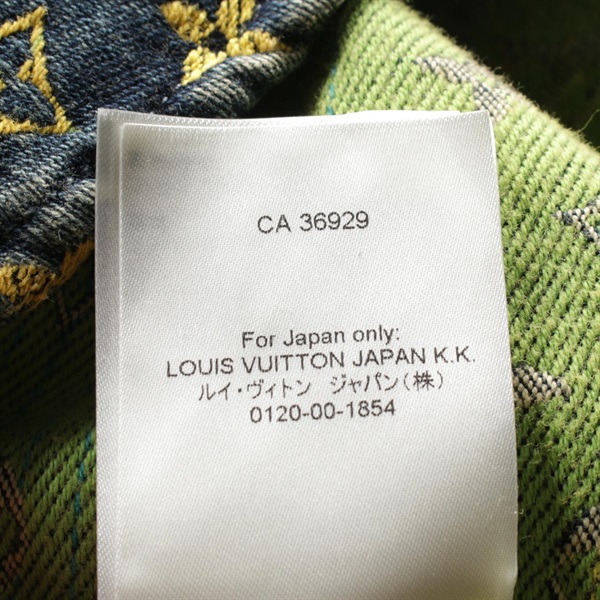 CA 36929
For Japan only:
LOUIS VUITTON JAPAN K.K.
ルイ・ヴィトン　ジャパン(株)
0120-00-1854